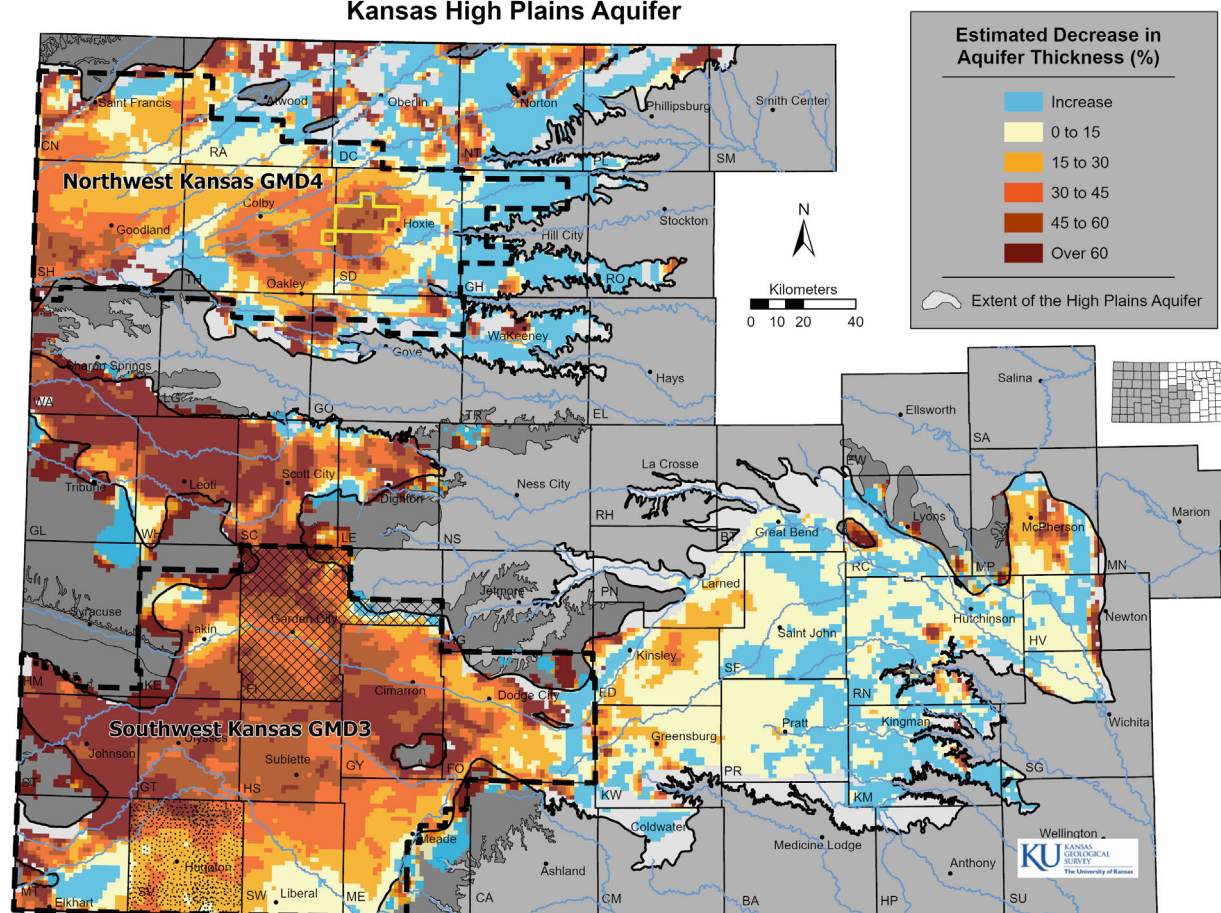 Kansas High Plains Aquifer
Estimated Decrease in
Aquifer Thickness (%)
Increase
0 to 15
15 to 30
30 to 45
45 to 60
Over 60
Extent of the High Plains Aquifer
N
Kilometers
0 10 20 40
Saint Francis
Atwood
Oberlin
Norton
Phillipsburg
Smith Center
CN
RA
DC
NT
PL
SM
Northwest Kansas GMD4
Colby
Goodland
Hoxie
Hill City
Stockton
SH
TH
SD
GH
RO
Oakley
WaKeeney
Gove
Sharon Springs
Hays
WA
LG
GO
TR
EL
Salina
Ellsworth
SA
EW
La Crosse
Scott City
Leoti
Tribune
Dighton
Ness City
Great Bend
Lyons
McPherson
Marion
GL
WH
SC
LE
NS
RH
BT
RC
MP
MN
Larned
Jetmore
PN
Syracuse
Lakin
Garden City
Hutchinson
Newton
Saint John
Kinsley
HG
SF
HV
HM
KE
FI
Cimarron
Dodge City
ED
RN
Southwest Kansas GMD3
Johnson
Ulysses
Sublette
Greensburg
Pratt
Kingman
Wichita
ST
GT
HS
GY
FO
KW
PR
KM
SG
Meade
Coldwater
Medicine Lodge
Wellington
Hugoton
Ashland
Anthony
KU KANSAS
GEOLOGICAL
SURVEY
The University of Kansas
MT
Elkhart
SV
SW
Liberal
ME
CA
CM
BA
HP
SU